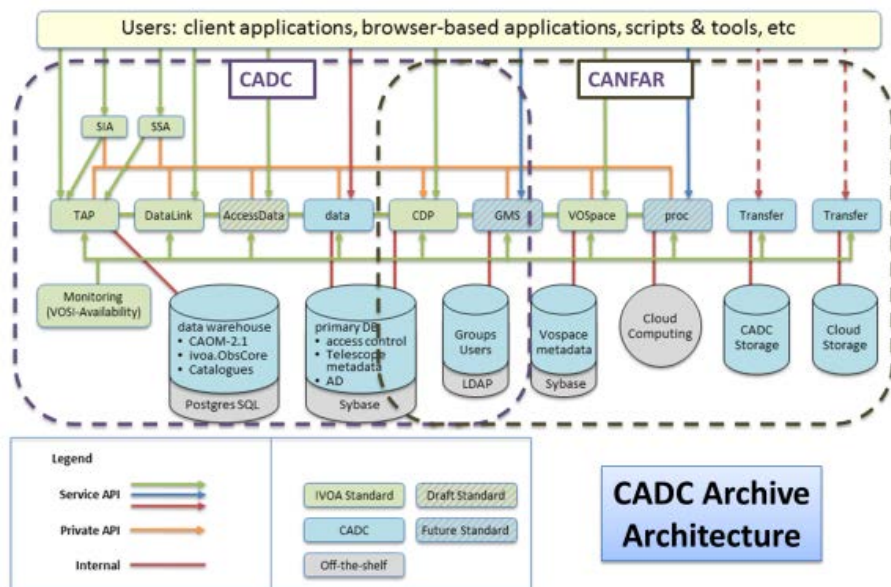 Users: client applications, browser-based applications, scripts & tools, etc
CADC
CANFAR
SIA
SSA
TAP
DataLink
AccessData
data
CDP
GMS
VOSpace
proc
Transfer
Transfer
Monitoring
(VOSI-Availability)
data warehouse
• CAOM-2.1
• ivoa.ObsCore
• Catalogues
Postgres SQL
primary DB
• access control
• Telescope
metadata
• AD
Sybase
Groups
Users
LDAP
Vospace
metadata
Sybase
Cloud
Computing
CADC
Storage
Cloud
Storage
Legend
Service API
Private API
Internal
IVOA Standard
Draft Standard
CADC
Future Standard
Off-the-shelf
CADC Archive
Architecture